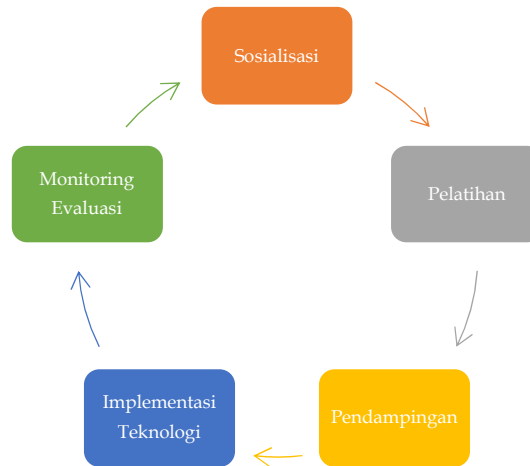 Sosialisasi
Pelatihan
Pendampingan
Implementasi
Teknologi
Monitoring
Evaluasi